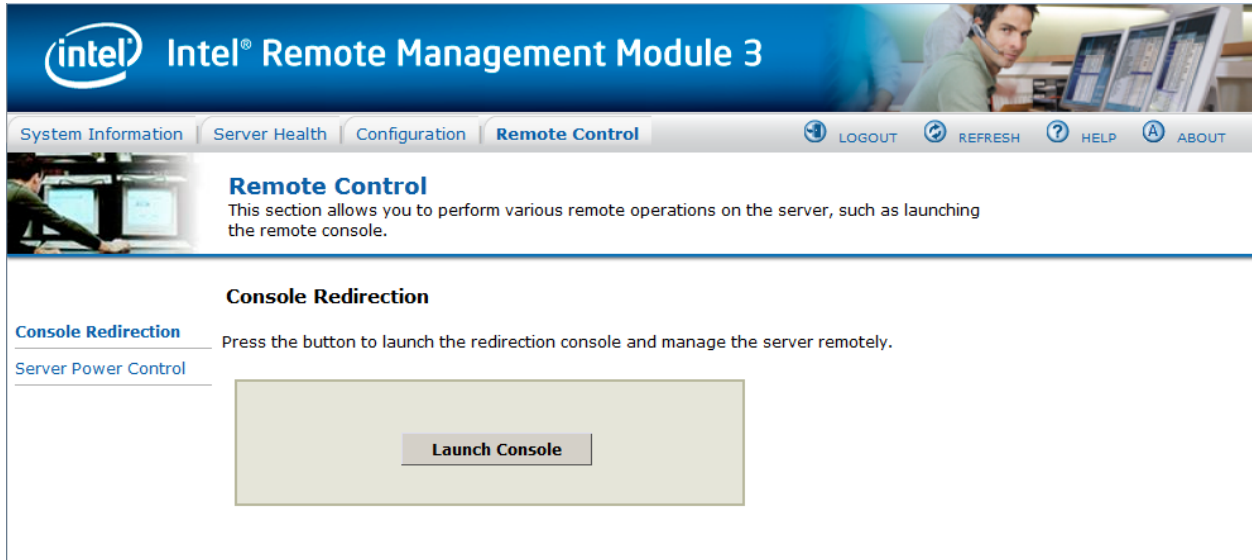 intel® Intel® Remote Management Module 3
System Information Server Health Configuration Remote Control LOGOUT REFRESH ? HELP A ABOUT
Remote Control
This section allows you to perform various remote operations on the server, such as launching
the remote console.
Console Redirection
Console Redirection
Press the button to launch the redirection console and manage the server remotely.
Server Power Control
Launch Console